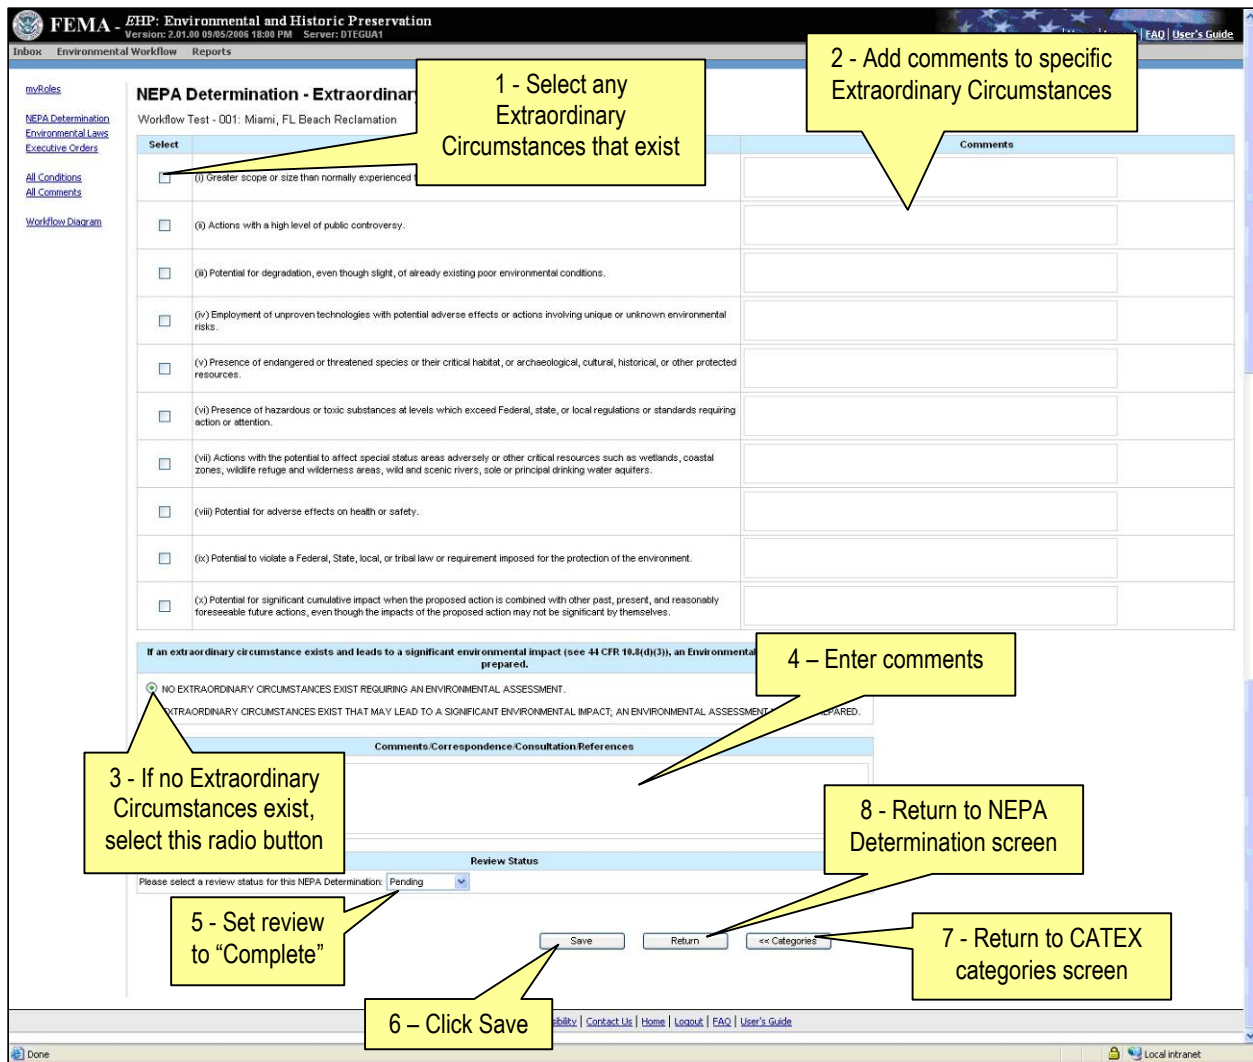 FEMA - EHP: Environmental and Historic Preservation
Version: 2.01.00 09/05/2006 18:00 PM Server: DTEGUA1
| FAQ | User's Guide
Inbox Environmental Workflow Reports
myRoles
NEPA Determination
Environmental Laws
Executive Orders
All Conditions
All Comments
Workflow Diagram
NEPA Determination - Extraordinar
Workflow Test - 001: Miami, FL Beach Reclamation
1 - Select any
Extraordinary
Circumstances that exist
2 - Add comments to specific
Extraordinary Circumstances
Select
Comments
(i) Greater scope or size than normally experienced
(ii) Actions with a high level of public controversy.
(iii) Potential for degradation, even though slight, of already existing poor environmental conditions.
(iv) Employment of unproven technologies with potential adverse effects or actions involving unique or unknown environmental
risks.
(v) Presence of endangered or threatened species or their critical habitat, or archaeological, cultural, historical, or other protected
resources.
(vi) Presence of hazardous or toxic substances at levels which exceed Federal, state, or local regulations or standards requiring
action or attention.
(vii) Actions with the potential to affect special status areas adversely or other critical resources such as wetlands, coastal
zones, wildlife refuge and wilderness areas, wild and scenic rivers, sole or principal drinking water aquifers.
(viii) Potential for adverse effects on health or safety.
(ix) Potential to violate a Federal, State, local, or tribal law or requirement imposed for the protection of the environment.
(x) Potential for significant cumulative impact when the proposed action is combined with other past, present, and reasonably
foreseeable future actions, even though the impacts of the proposed action may not be significant by themselves.
If an extraordinary circumstance exists and leads to a significant environmental impact (see 44 CFR 10.8(d)(3)), an Environmental
prepared.
4 – Enter comments
NO EXTRAORDINARY CIRCUMSTANCES EXIST REQUIRING AN ENVIRONMENTAL ASSESSMENT.
EXTRAORDINARY CIRCUMSTANCES EXIST THAT MAY LEAD TO A SIGNIFICANT ENVIRONMENTAL IMPACT; AN ENVIRONMENTAL ASSESSMENT
Comments/Correspondence/Consultation/References
3 - If no Extraordinary
Circumstances exist,
select this radio button
8 - Return to NEPA
Determination screen
Review Status
Please select a review status for this NEPA Determination: Pending
5 - Set review
to “Complete”
Save Return << Categories
7 - Return to CATEX
categories screen
6 – Click Save
| Contact Us | Home | Logout | FAQ | User's Guide
Done Local intranet